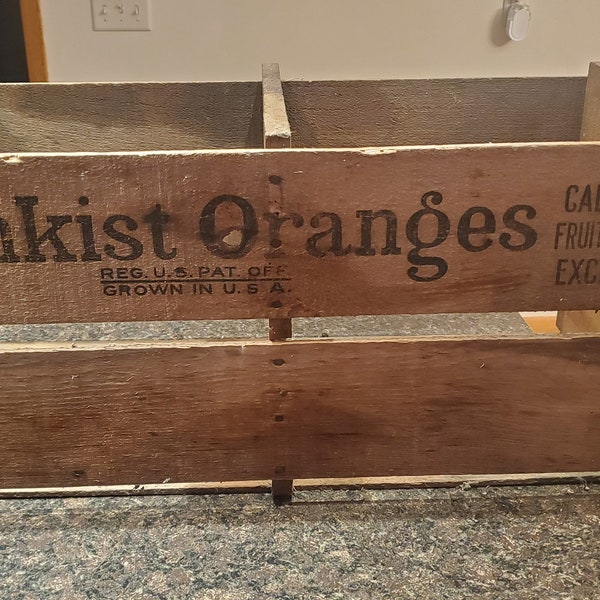 nkist Oranges
REG. U.S. PAT. OFF.
GROWN IN U.S.A.
CAL
FRUIT
EXC